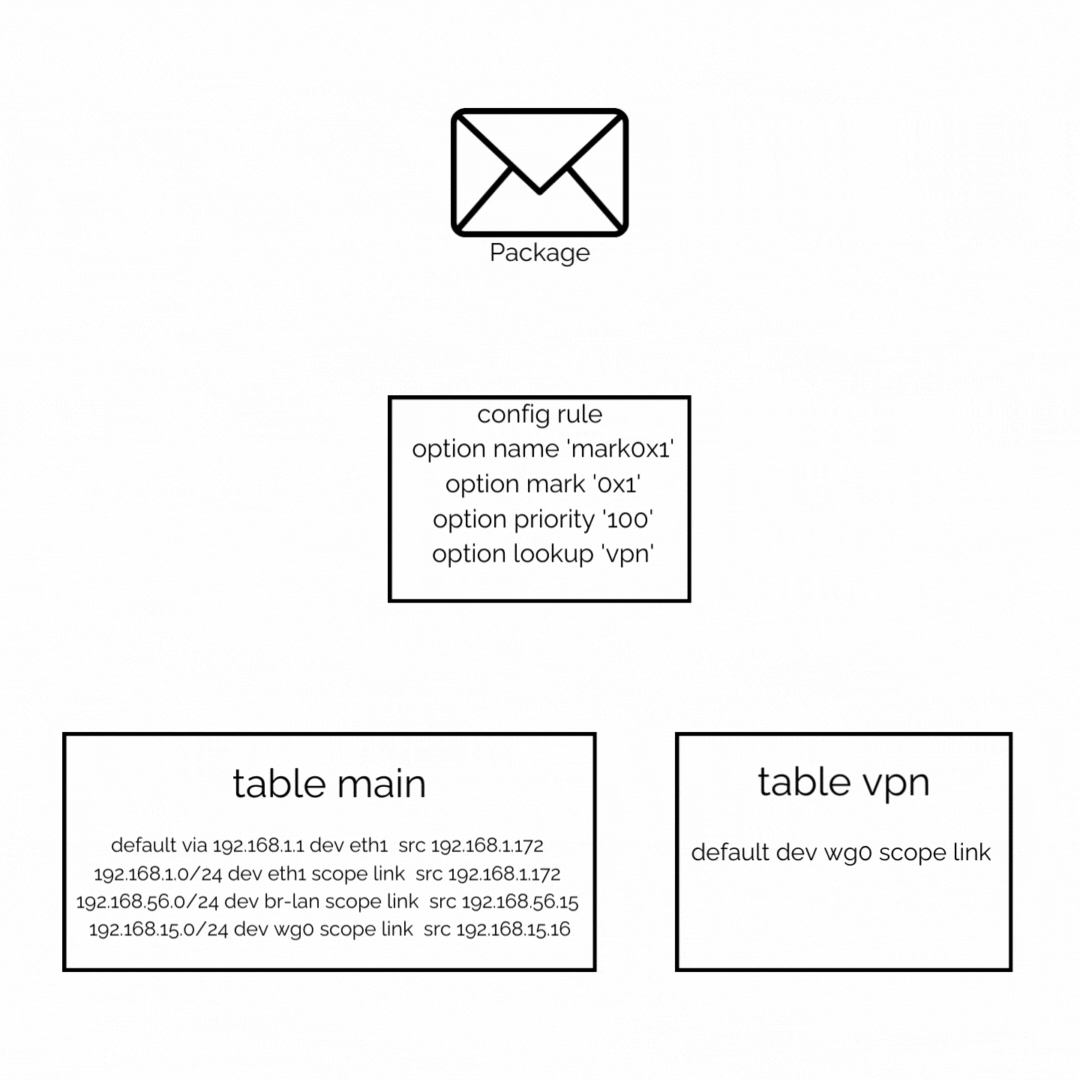 Package
config rule
option name 'mark0x1'
option mark '0x1'
option priority '100'
option lookup 'vpn'
table main
default via 192.168.1.1 dev eth1  src 192.168.1.172
192.168.1.0/24 dev eth1 scope link  src 192.168.1.172
192.168.56.0/24 dev br-lan scope link  src 192.168.56.15
192.168.15.0/24 dev wg0 scope link  src 192.168.15.16
table vpn
default dev wg0 scope link